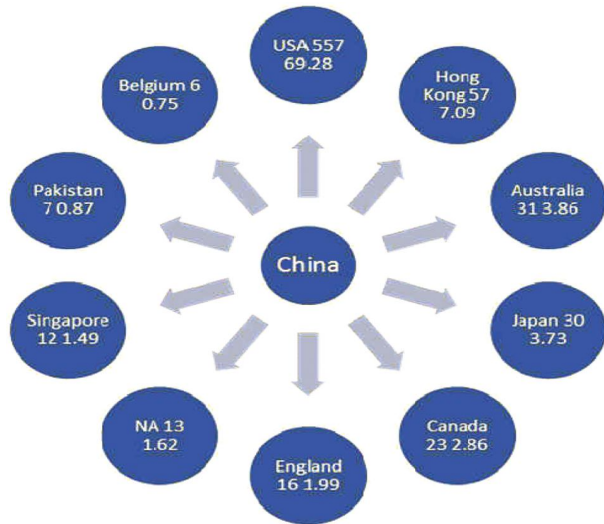 USA 557
69.28
Hong
Kong 57
7.09
Australia
31 3.86
Japan 30
3.73
Canada
23 2.86
England
16 1.99
NA 13
1.62
Singapore
12 1.49
Pakistan
7 0.87
Belgium 6
0.75
China